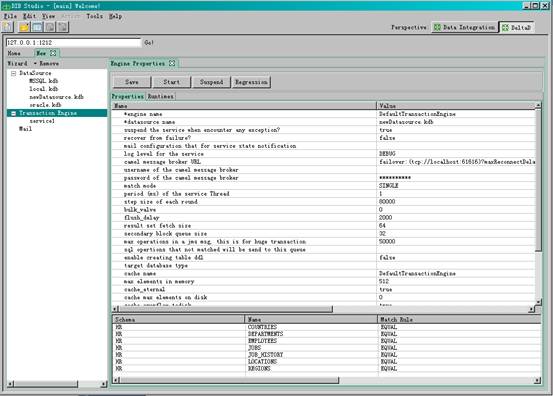 DSB Studio - [main] Welcome!
File Edit View Action Tools Help
Perspective: Data Integration DeltaD
127.0.0.1:1212 Go!
Home New
Wizard Remove
DataSource
MSSQL.kdb
local.kdb
newDatasource.kdb
oracle.kdb
Transaction Engine
service1
Mail
Engine Properties
Save Start Suspend Regression
Properties Runtimes
Name Value
*engine name DefaultTransactionEngine
*datasource name newDatasource.kdb
suspend the service when encounter any exception? true
recover from failure? false
mail configuration that for service state notification
log level for the service DEBUG
camel message broker URL failover:(tcp://localhost:61616)?maxReconnectDela
username of the camel message broker
password of the camel message broker **********
match mode SINGLE
period (ms) of the service Thread 1
step size of each round 80000
bulk_valve 0
flush_delay 2000
result set fetch size 64
secondary block queue size 32
max operations in a jms msg, this for huge transaction 50000
sql opertions that not matched will be send to this queue
enable creating table ddl false
target database type
cache name DefaultTransactionEngine
max elements in memory 512
cache_eternal true
cache max elements on disk 0
cache overflow todisk true
Schema Name Match Rule
HR COUNTRIES EQUAL
HR DEPARTMENTS EQUAL
HR EMPLOYEES EQUAL
HR JOBS EQUAL
HR JOB_HISTORY EQUAL
HR LOCATIONS EQUAL
HR REGIONS EQUAL